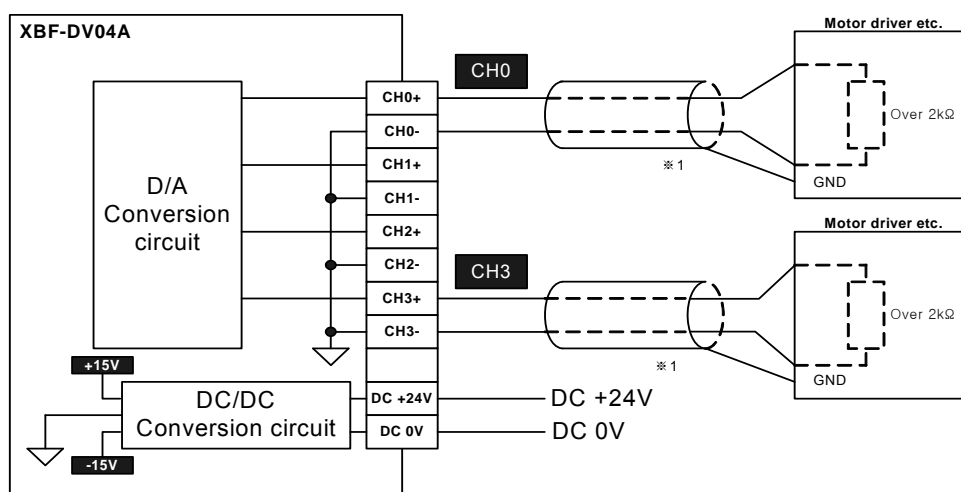 XBF-DV04A
Motor driver etc.
CH0
CH0+
CH0-
CH1+
CH1-
CH2+
CH2-
CH3+
CH3-
DC +24V
DC 0V
D/A
Conversion
circuit
Over 2kΩ
※1
GND
Motor driver etc.
CH3
Over 2kΩ
※1
GND
+15V
DC/DC
Conversion circuit
-15V
DC +24V
DC 0V